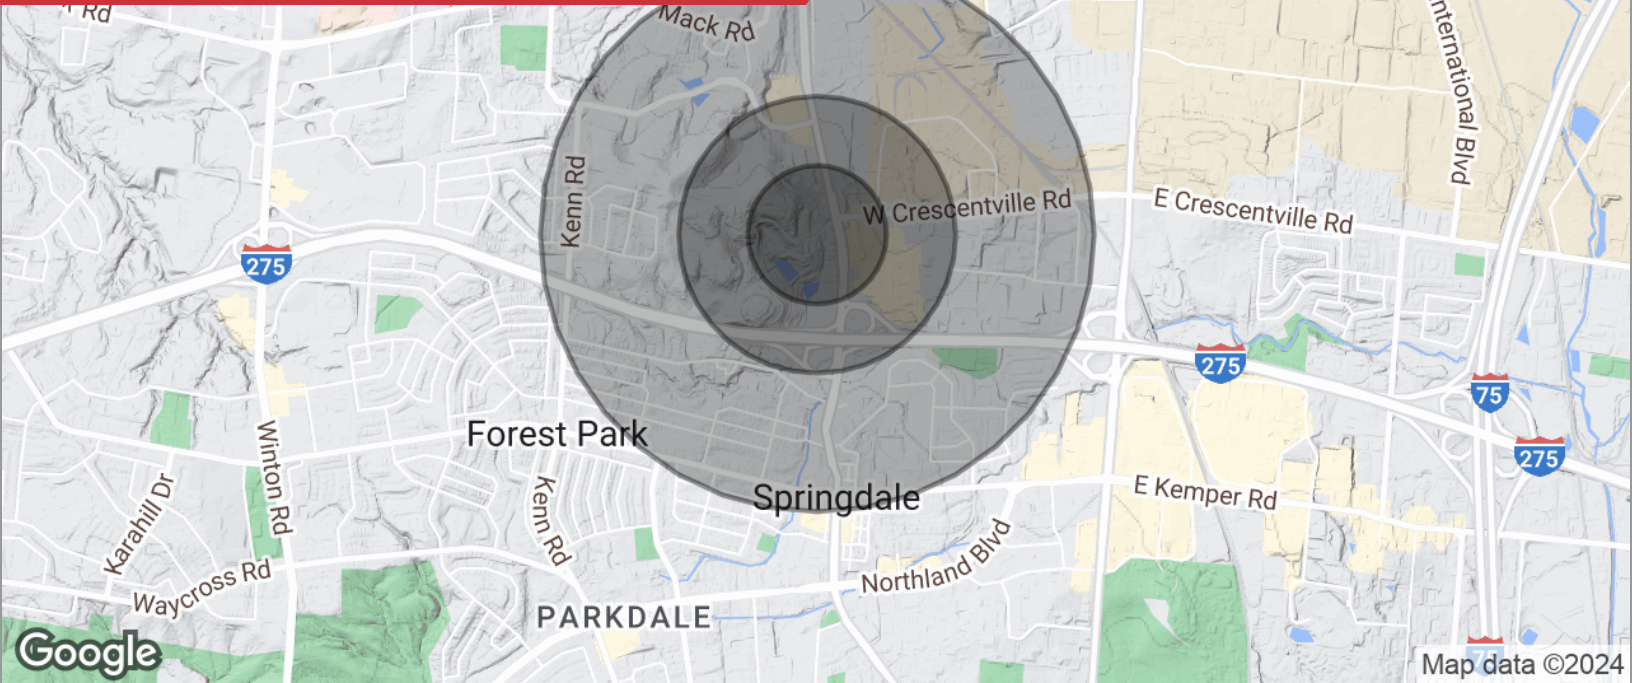 Rd
Mack Rd
International Blvd
Kenn Rd
W Crescentville Rd
E Crescentville Rd
275
275
75
Forest Park
Winton Rd
275
Springdale
E Kemper Rd
Karahill Dr
Kenn Rd
Waycross Rd
Northland Blvd
PARKDALE
Google
75
Map data ©2024